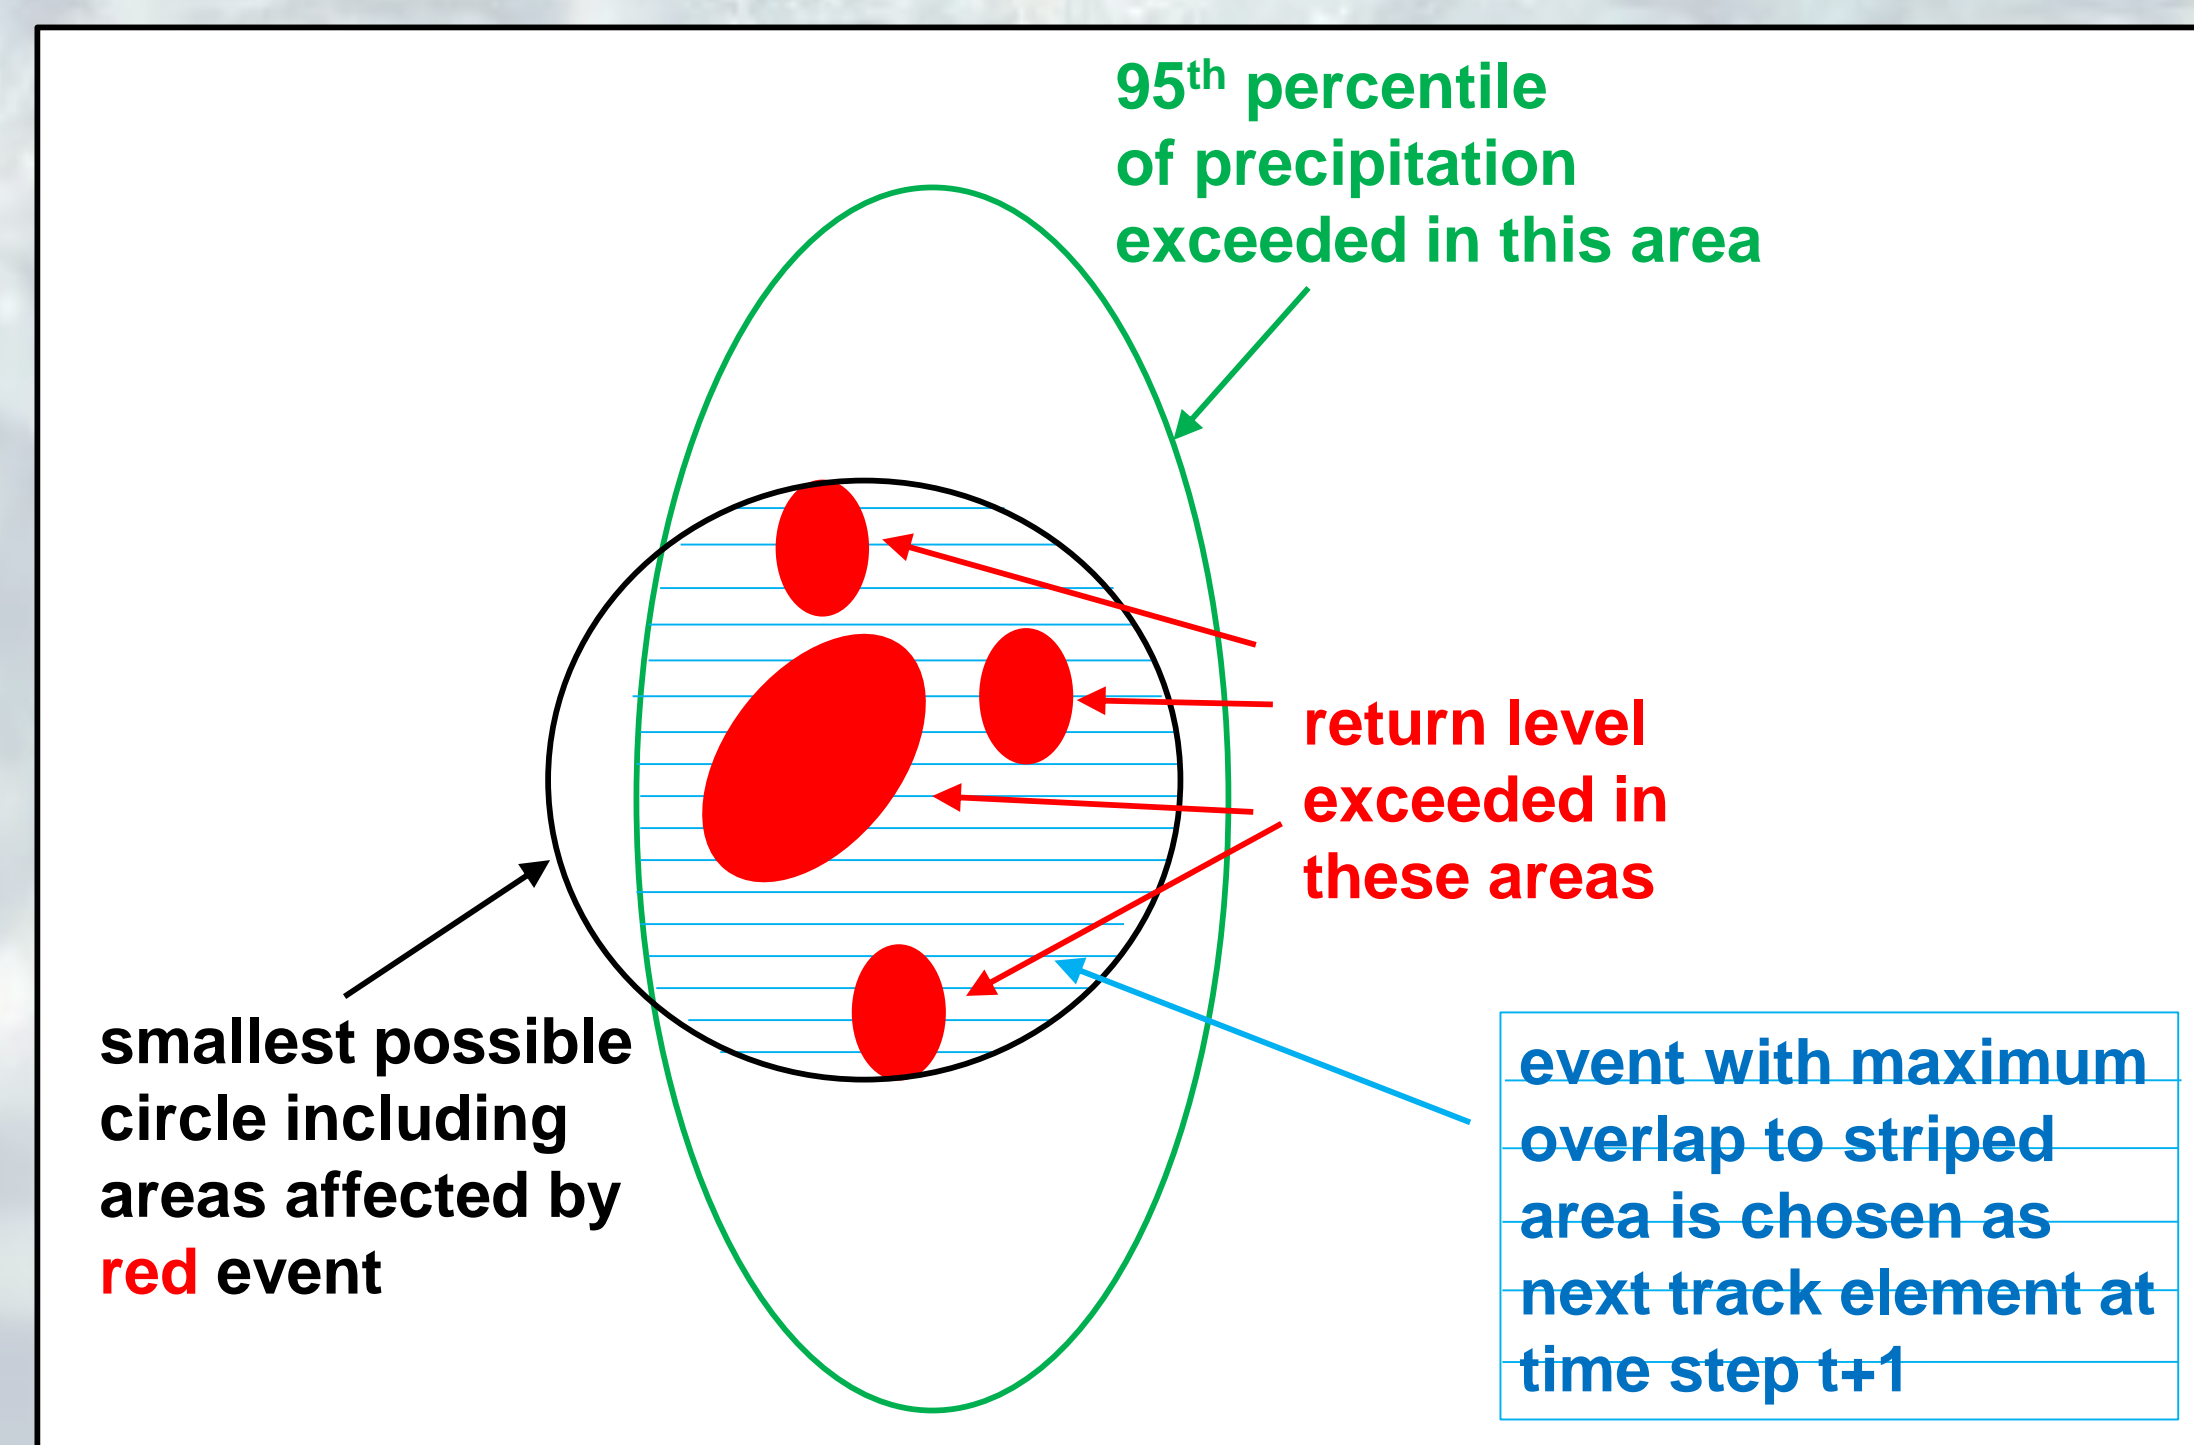 95th percentile
of precipitation
exceeded in this area
return level
exceeded in
these areas
smallest possible
circle including
areas affected by
red event
event with maximum
overlap to striped
area is chosen as
next track element at
time step t+1